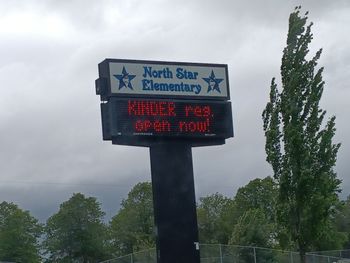 North Star
Elementary
KINDER reg.
open now!